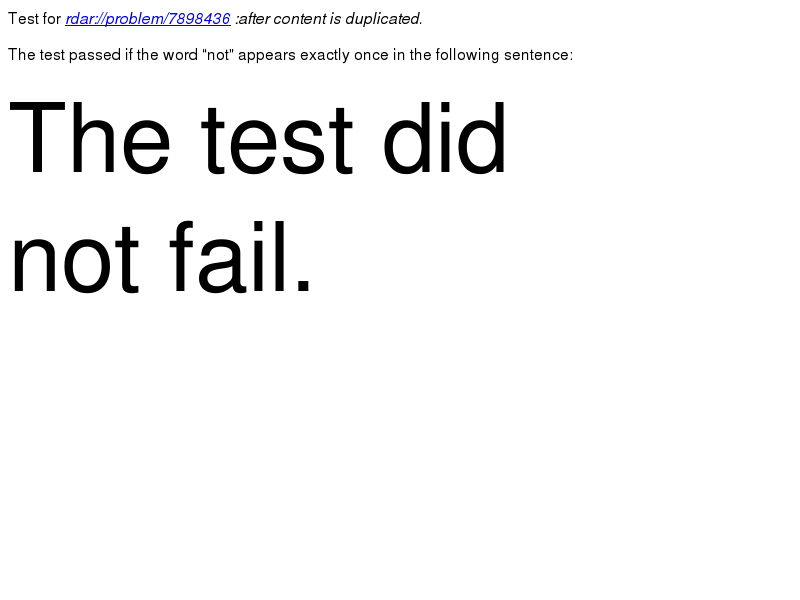 Test for rdar://problem/7898436 :after content is duplicated.
The test passed if the word “not” appears exactly once in the following sentence:
The test did
not fail.